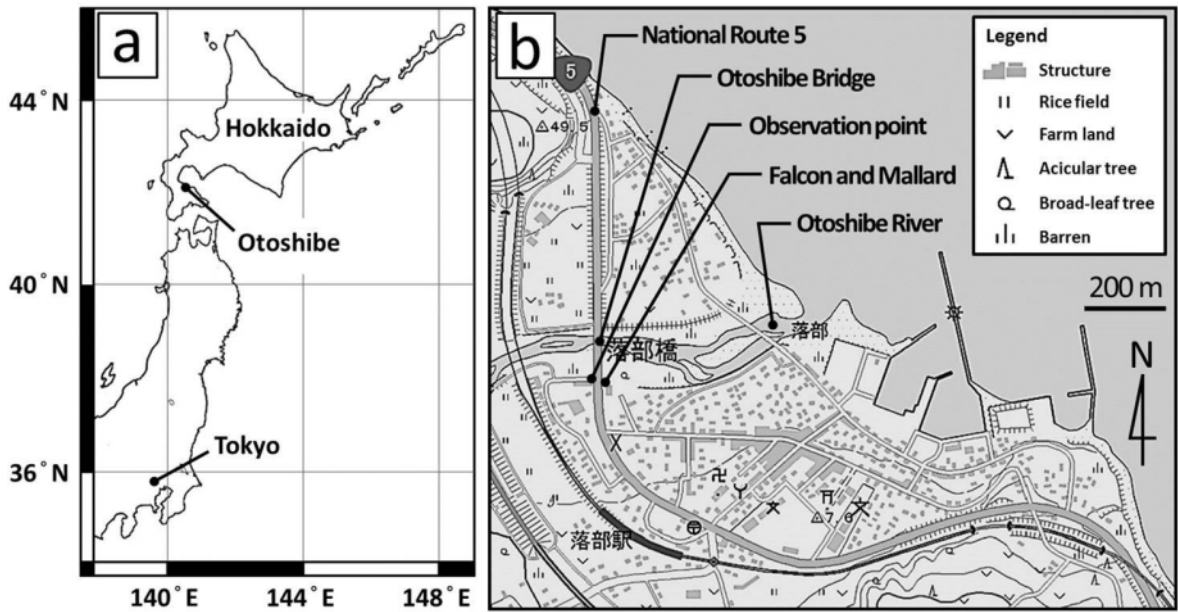 a
44°N
40°N
36°N
140°E
144°E
148°E
Hokkaido
Otoshibe
Tokyo
b
5
National Route 5
Otoshibe Bridge
Observation point
Falcon and Mallard
Otoshibe River
49.5
落部橋
落部
落部駅
7.6
Legend
Structure
Rice field
Farm land
Acicular tree
Broad-leaf tree
Barren
200 m
N